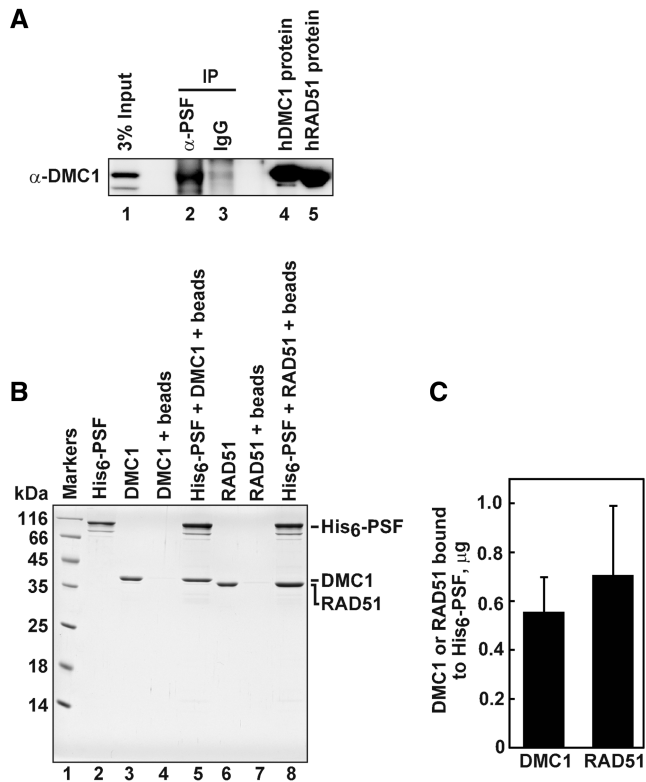 A
3% Input
IP
α-PSF
IgG
hDMC1 protein
hRAD51 protein
α-DMC1
1 2 3 4 5
B
kDa
Markers
His6-PSF
DMC1
DMC1 + beads
His6-PSF + DMC1 + beads
RAD51
RAD51 + beads
His6-PSF + RAD51 + beads
116
66
45
35
25
18
14
His6-PSF
DMC1
RAD51
1 2 3 4 5 6 7 8
C
DMC1 or RAD51 bound
to His6-PSF, μg
1.0
0.8
0.6
0.4
0.2
0
DMC1 RAD51